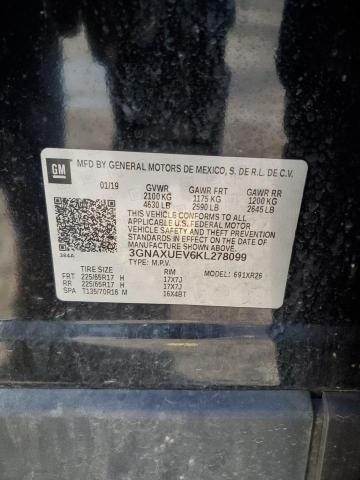 GM
MFD BY GENERAL MOTORS DE MEXICO, S. DE R.L. DE C.V.
01/19 GVWR GAWR FRT GAWR RR
2100 KG 1175 KG 1200 KG
4630 LB 2590 LB 2645 LB
THIS VEHICLE CONFORMS TO ALL
APPLICABLE U.S. FEDERAL MOTOR
VEHICLE SAFETY AND THEFT
PREVENTION STANDARDS IN
EFFECT ON THE DATE OF
MANUFACTURE SHOWN ABOVE.
384A 3GNAXUEV6KL278099
TYPE: M.P.V. MODEL: 691XR26
TIRE SIZE RIM
FRT 225/65R17 H 17X7J
RR 225/65R17 H 17X7J
SPA T135/70R16 M 16X4BT